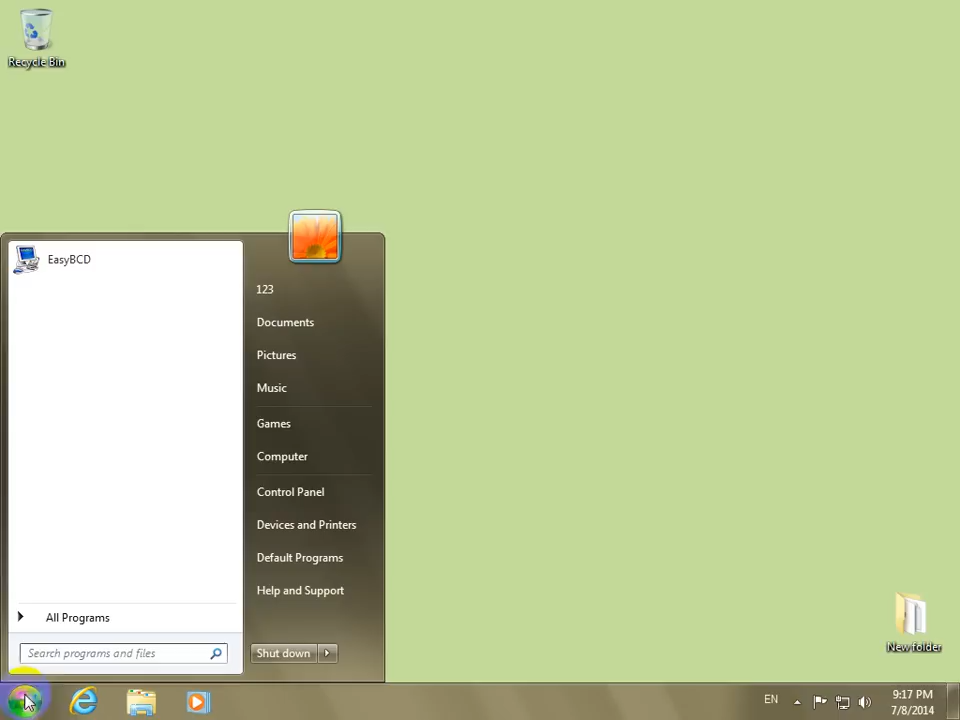 Recycle Bin
EasyBCD
123
Documents
Pictures
Music
Games
Computer
Control Panel
Devices and Printers
Default Programs
Help and Support
All Programs
Search programs and files
Shut down
New folder
EN
9:17 PM
7/8/2014